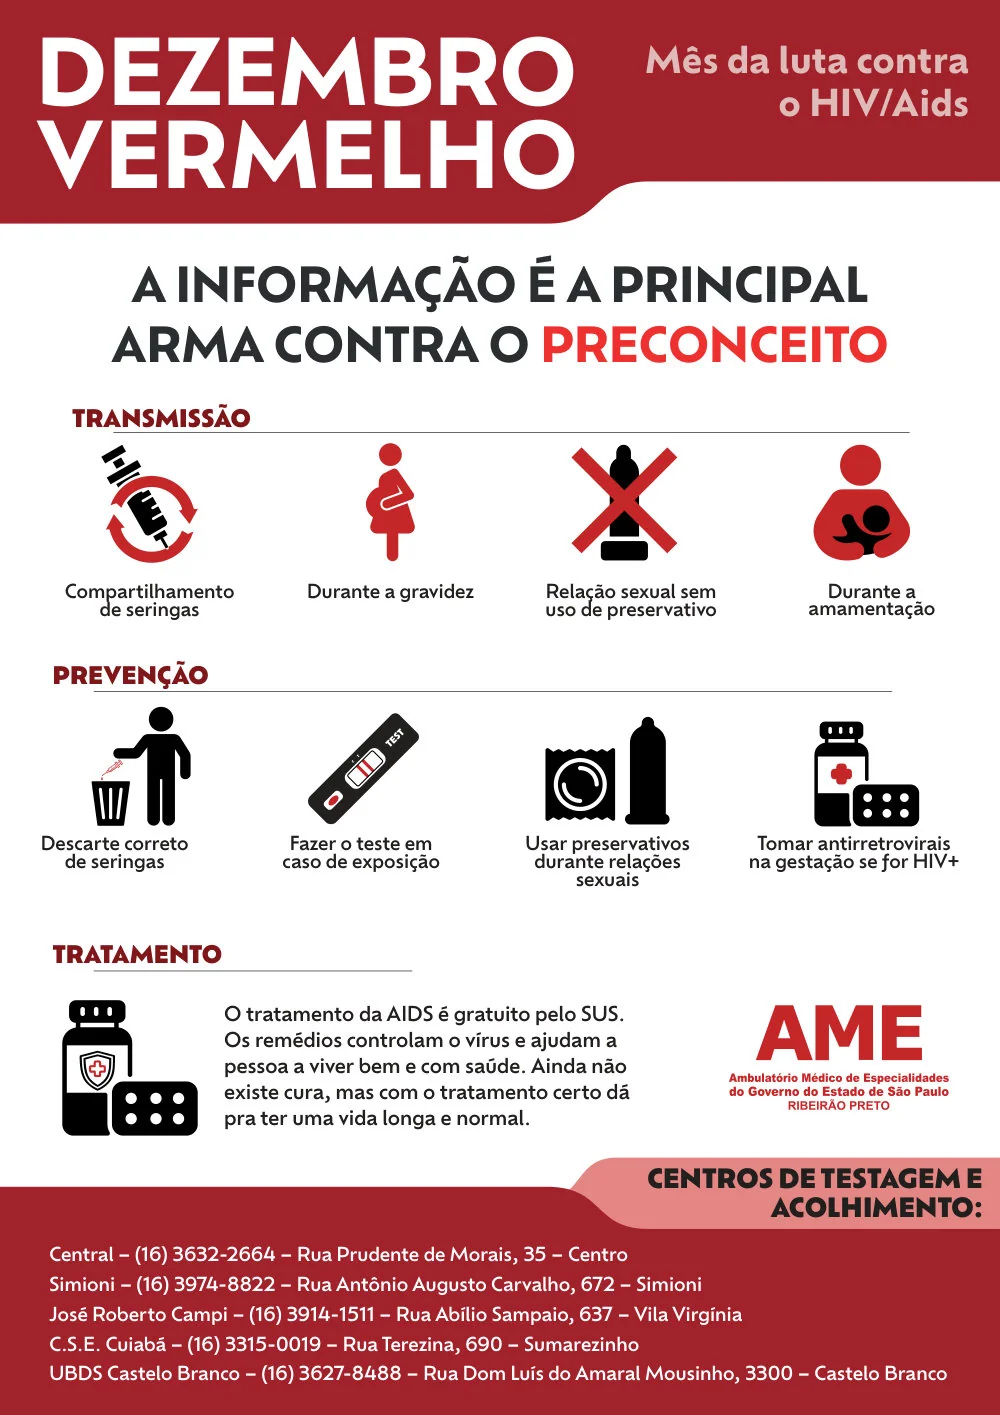 DEZEMBRO
VERMELHO
Mês da luta contra
o HIV/Aids
A INFORMAÇÃO É A PRINCIPAL
ARMA CONTRA O PRECONCEITO
TRANSMISSÃO
Compartilhamento
de seringas
Durante a gravidez
Relação sexual sem
uso de preservativo
Durante a
amamentação
PREVENÇÃO
TEST
Descarte correto
de seringas
Fazer o teste em
caso de exposição
Usar preservativos
durante relações
sexuais
Tomar antirretrovirais
na gestação se for HIV+
TRATAMENTO
O tratamento da AIDS é gratuito pelo SUS.
Os remédios controlam o vírus e ajudam a
pessoa a viver bem e com saúde. Ainda não
existe cura, mas com o tratamento certo dá
pra ter uma vida longa e normal.
AME
Ambulatório Médico de Especialidades
do Governo do Estado de São Paulo
RIBEIRÃO PRETO
CENTROS DE TESTAGEM E
ACOLHIMENTO:
Central – (16) 3632-2664 – Rua Prudente de Morais, 35 – Centro
Simioni – (16) 3974-8822 – Rua Antônio Augusto Carvalho, 672 – Simioni
José Roberto Campi – (16) 3914-1511 – Rua Abílio Sampaio, 637 – Vila Virgínia
C.S.E. Cuiabá – (16) 3315-0019 – Rua Terezina, 690 – Sumarezinho
UBDS Castelo Branco – (16) 3627-8488 – Rua Dom Luís do Amaral Mousinho, 3300 – Castelo Branco